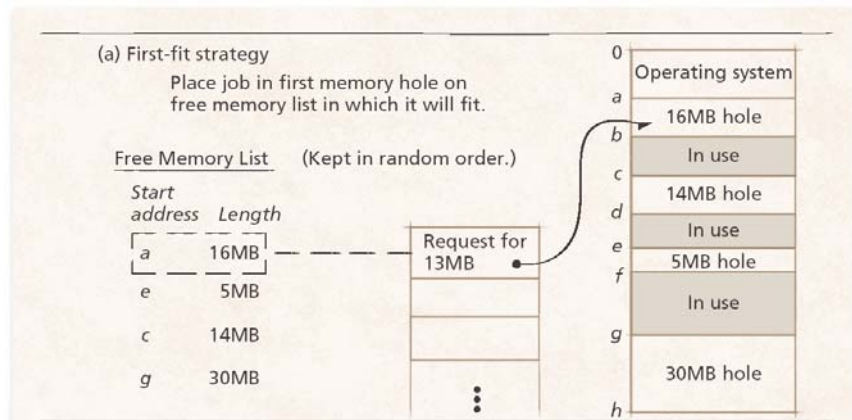 (a) First-fit strategy
Place job in first memory hole on
free memory list in which it will fit.
Free Memory List (Kept in random order.)
Start
address Length
a 16MB
e 5MB
c 14MB
g 30MB
Request for
13MB
0
Operating system
a
16MB hole
b
In use
c
14MB hole
d
In use
e
5MB hole
f
In use
g
30MB hole
h